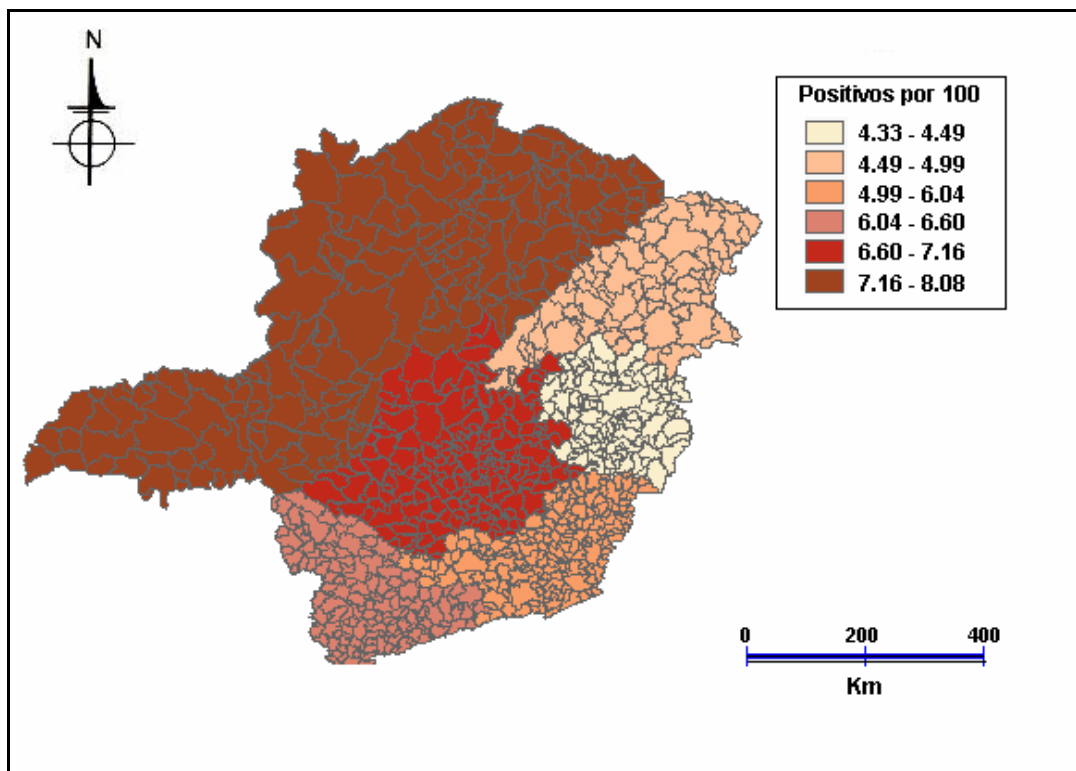 N
Positivos por 100
4.33 - 4.49
4.49 - 4.99
4.99 - 6.04
6.04 - 6.60
6.60 - 7.16
7.16 - 8.08
0 200 400
Km